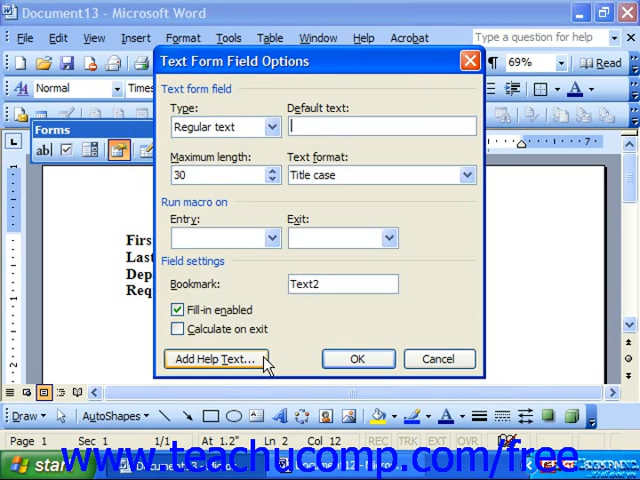 Document13 - Microsoft Word
File Edit View Insert Format Tools Table Window Help Acrobat Type a question for help
69% Read
Normal Times
Forms
ab|
Text Form Field Options
Text form field
Type: Default text:
Regular text
Maximum length: Text format:
30 Title case
Run macro on
Entry: Exit:
Field settings
Bookmark: Text2
Fill-in enabled
Calculate on exit
Add Help Text... OK Cancel
7
Firs
Last
Dep
Req
Draw AutoShapes
Page 1 Sec 1 1/1 At 1.2" Ln 2 Col 12 REC TRK EXT OVR
start
www.teachucomp.com/free